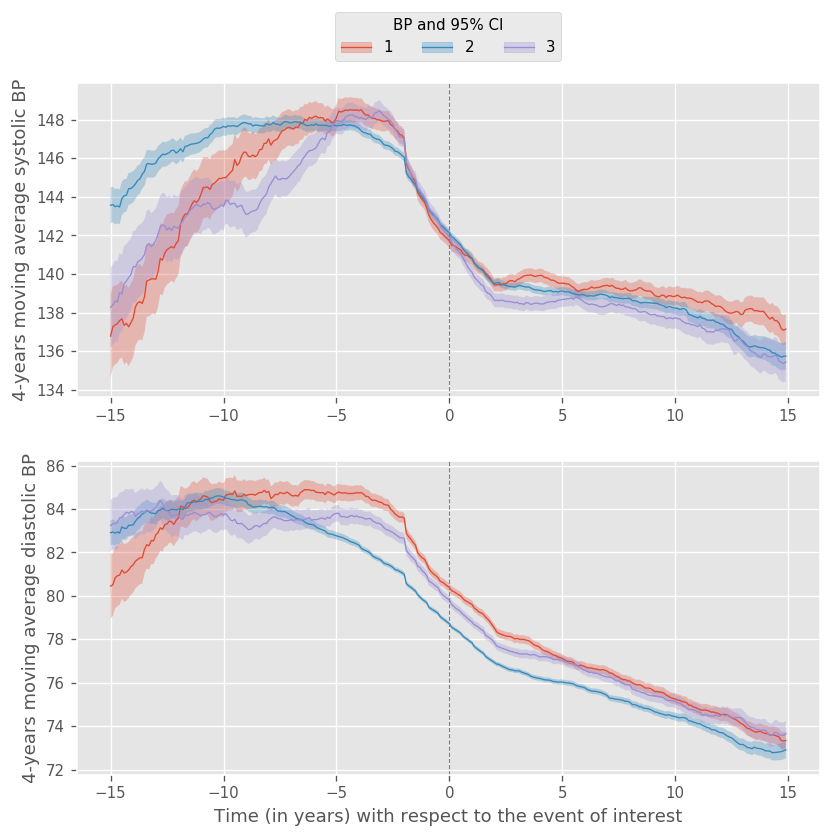 BP and 95% CI
1 2 3
4-years moving average systolic BP
148
146
144
142
140
138
136
134
−15 −10 −5 0 5 10 15
4-years moving average diastolic BP
86
84
82
80
78
76
74
72
−15 −10 −5 0 5 10 15
Time (in years) with respect to the event of interest